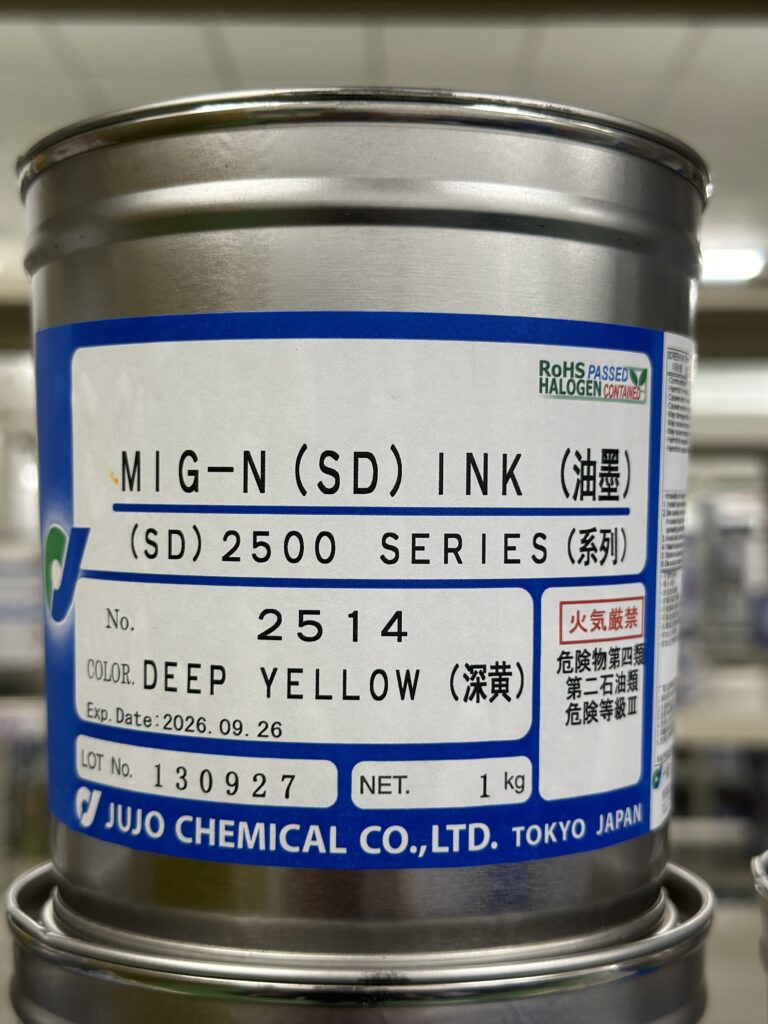 RoHS PASSED
HALOGEN CONTAINED
MIG-N (SD) INK (油墨)
(SD) 2500 SERIES (系列)
No. 2514
COLOR. DEEP YELLOW (深黄)
Exp. Date:2026.09.26
火気厳禁
危険物第四類
第二石油類
危険等級Ⅲ
LOT No. 130927
NET. 1 kg
JUJO CHEMICAL CO.,LTD. TOKYO JAPAN